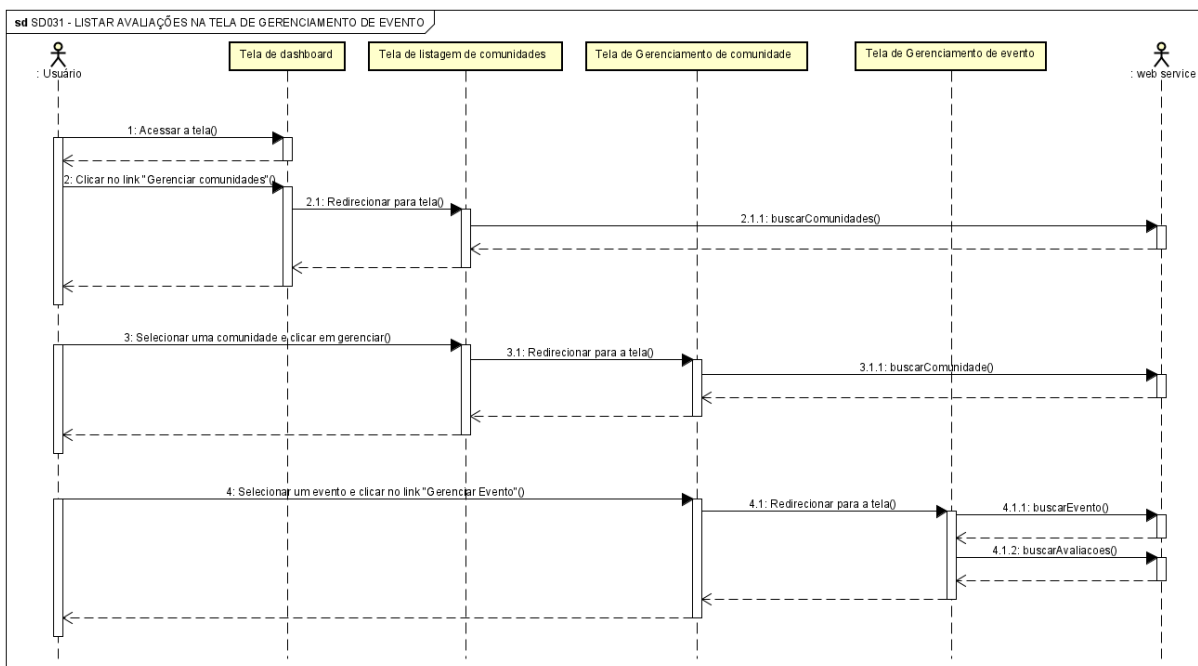 sd SD031 - LISTAR AVALIAÇÕES NA TELA DE GERENCIAMENTO DE EVENTO
: Usuário
Tela de dashboard
Tela de listagem de comunidades
Tela de Gerenciamento de comunidade
Tela de Gerenciamento de evento
: web service
1: Acessar a tela()
2: Clicar no link "Gerenciar comunidades"()
2.1: Redirecionar para tela()
2.1.1: buscarComunidades()
3: Selecionar uma comunidade e clicar em gerenciar()
3.1: Redirecionar para a tela()
3.1.1: buscarComunidade()
4: Selecionar um evento e clicar no link "Gerenciar Evento"()
4.1: Redirecionar para a tela()
4.1.1: buscarEvento()
4.1.2: buscarAvaliacoes()